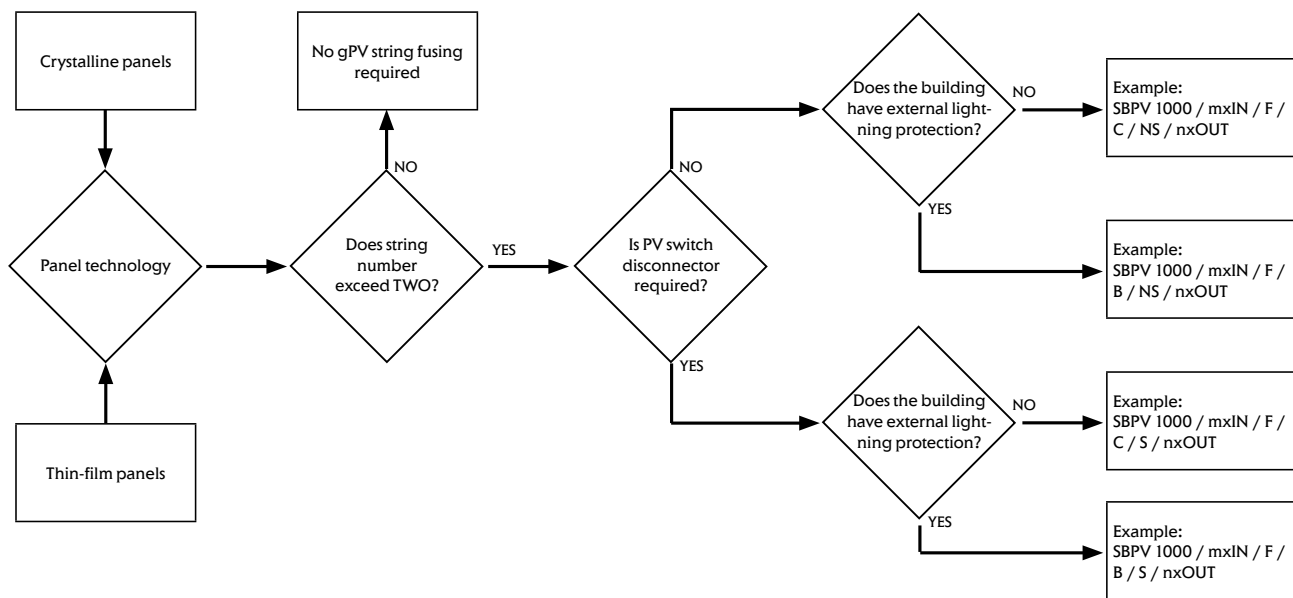 Crystalline panels
No gPV string fusing
required
Does the building
have external light-
ning protection?
NO
Example:
SBPV 1000 / mxIN / F /
C / NS / nxOUT
NO
NO
YES
Panel technology
Does string
number
exceed TWO?
YES
Is PV switch
disconnector
required?
Example:
SBPV 1000 / mxIN / F /
B / NS / nxOUT
YES
Thin-film panels
Does the building
have external light-
ning protection?
NO
Example:
SBPV 1000 / mxIN / F /
C / S / nxOUT
YES
Example:
SBPV 1000 / mxIN / F /
B / S / nxOUT